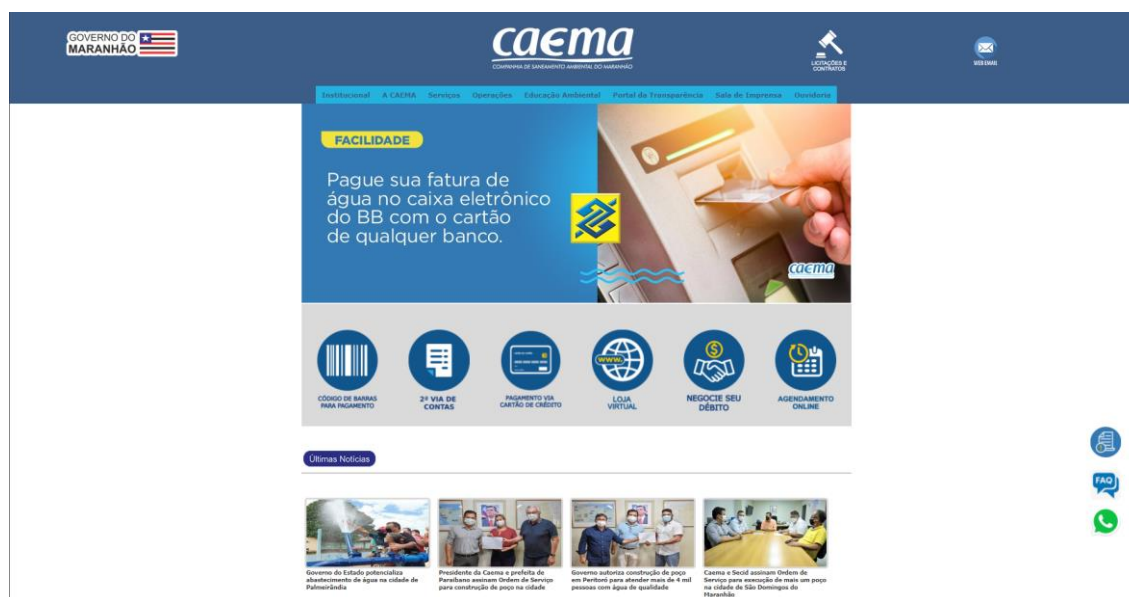 GOVERNO DO
MARANHÃO
caema
COMPANHIA DE SANEAMENTO AMBIENTAL DO MARANHÃO
LICITAÇÕES E
CONTRATOS
WEB EMAIL
Institucional A CAEMA Serviços Operações Educação Ambiental Portal da Transparência Sala de Imprensa Ouvidoria
FACILIDADE
Pague sua fatura de
água no caixa eletrônico
do BB com o cartão
de qualquer banco.
caema
www.
CÓDIGO DE BARRAS
PARA PAGAMENTO
2ª VIA DE
CONTAS
PAGAMENTO VIA
CARTÃO DE CRÉDITO
LOJA
VIRTUAL
NEGOCIE SEU
DÉBITO
AGENDAMENTO
ONLINE
Últimas Notícias
FAQ
Governo do Estado potencializa
abastecimento de água na cidade de
Palmeirândia
Presidente da Caema e prefeita de
Paraibano assinam Ordem de Serviço
para construção de poço na cidade
Governo autoriza construção de poço
em Peritoró para atender mais de 4 mil
pessoas com água de qualidade
Caema e Secid assinam Ordem de
Serviço para execução de mais um poço
na cidade de São Domingos do
Maranhão